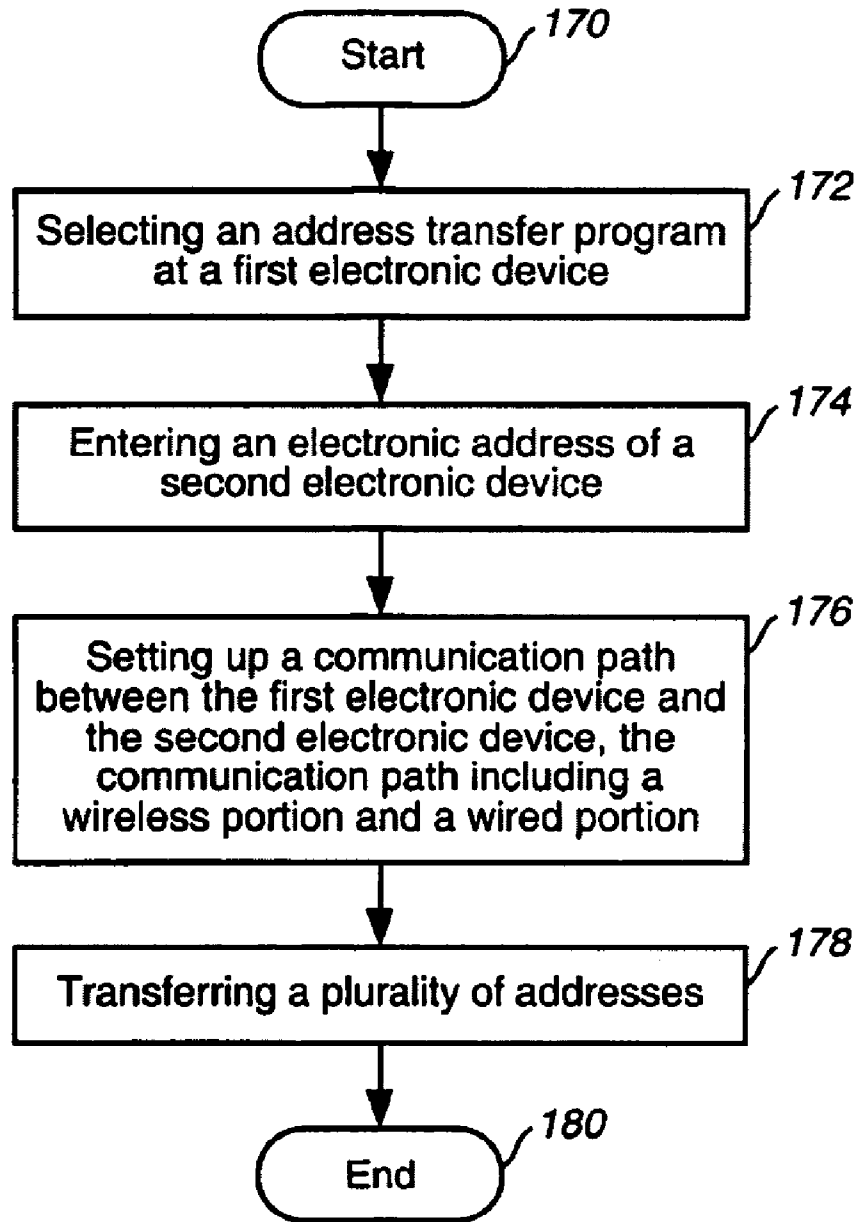 170
Start
172
Selecting an address transfer program
at a first electronic device
174
Entering an electronic address of a
second electronic device
176
Setting up a communication path
between the first electronic device and
the second electronic device, the
communication path including a
wireless portion and a wired portion
178
Transferring a plurality of addresses
180
End